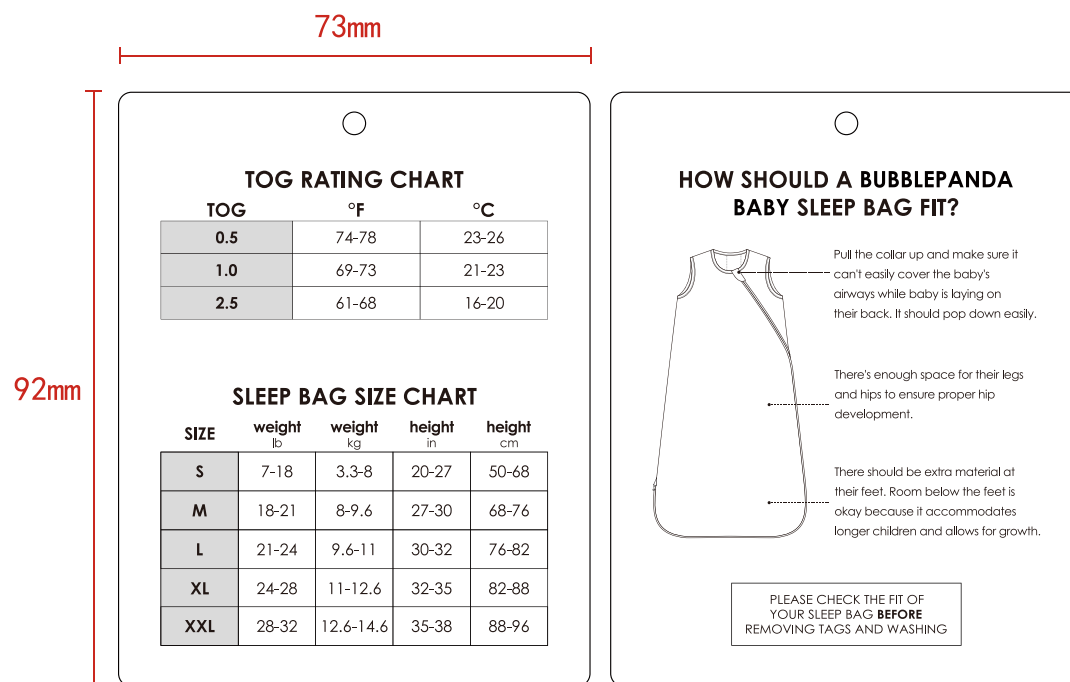 73mm
92mm
TOG RATING CHART
TOG °F °C
0.5 74-78 23-26
1.0 69-73 21-23
2.5 61-68 16-20
SLEEP BAG SIZE CHART
SIZE weight lb weight kg height in height cm
S 7-18 3.3-8 20-27 50-68
M 18-21 8-9.6 27-30 68-76
L 21-24 9.6-11 30-32 76-82
XL 24-28 11-12.6 32-35 82-88
XXL 28-32 12.6-14.6 35-38 88-96
HOW SHOULD A BUBBLEPANDA
BABY SLEEP BAG FIT?
Pull the collar up and make sure it
can't easily cover the baby's
airways while baby is laying on
their back. It should pop down easily.
There's enough space for their legs
and hips to ensure proper hip
development.
There should be extra material at
their feet. Room below the feet is
okay because it accommodates
longer children and allows for growth.
PLEASE CHECK THE FIT OF
YOUR SLEEP BAG BEFORE
REMOVING TAGS AND WASHING